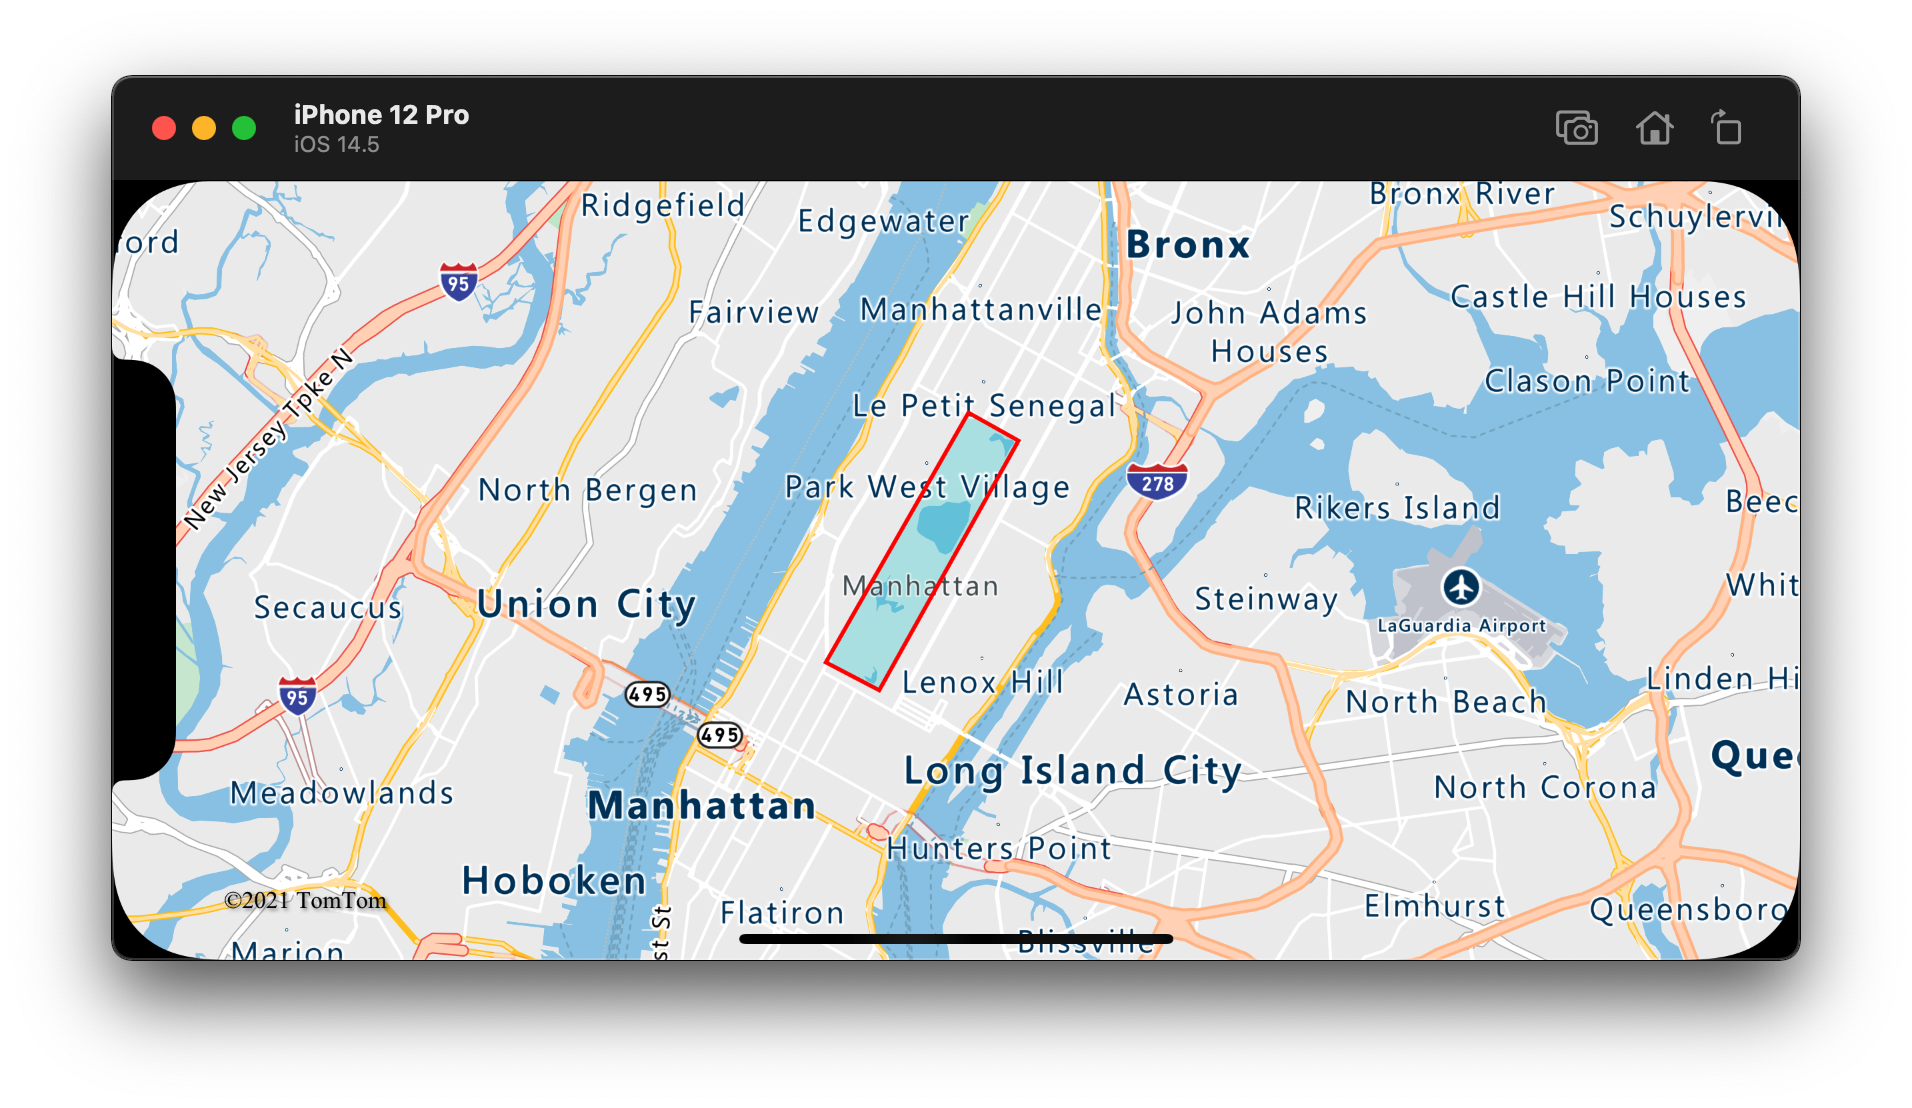 iPhone 12 Pro
iOS 14.5
Ridgefield
Edgewater
Bronx River
Schuylervi
ord
Bronx
95
Fairview
Manhattanville
John Adams
Houses
Castle Hill Houses
New Jersey Tpke N
Clason Point
Le Petit Senegal
North Bergen
Park West Village
278
Rikers Island
Beec
Manhattan
Secaucus
Union City
Steinway
LaGuardia Airport
Whit
95
495
Lenox Hill
Astoria
North Beach
Linden Hi
495
Meadowlands
Manhattan
Long Island City
North Corona
Que
Hunters Point
Hoboken
©2021 TomTom
Flatiron
st St
Elmhurst
Queensboro
Marion
Blissville